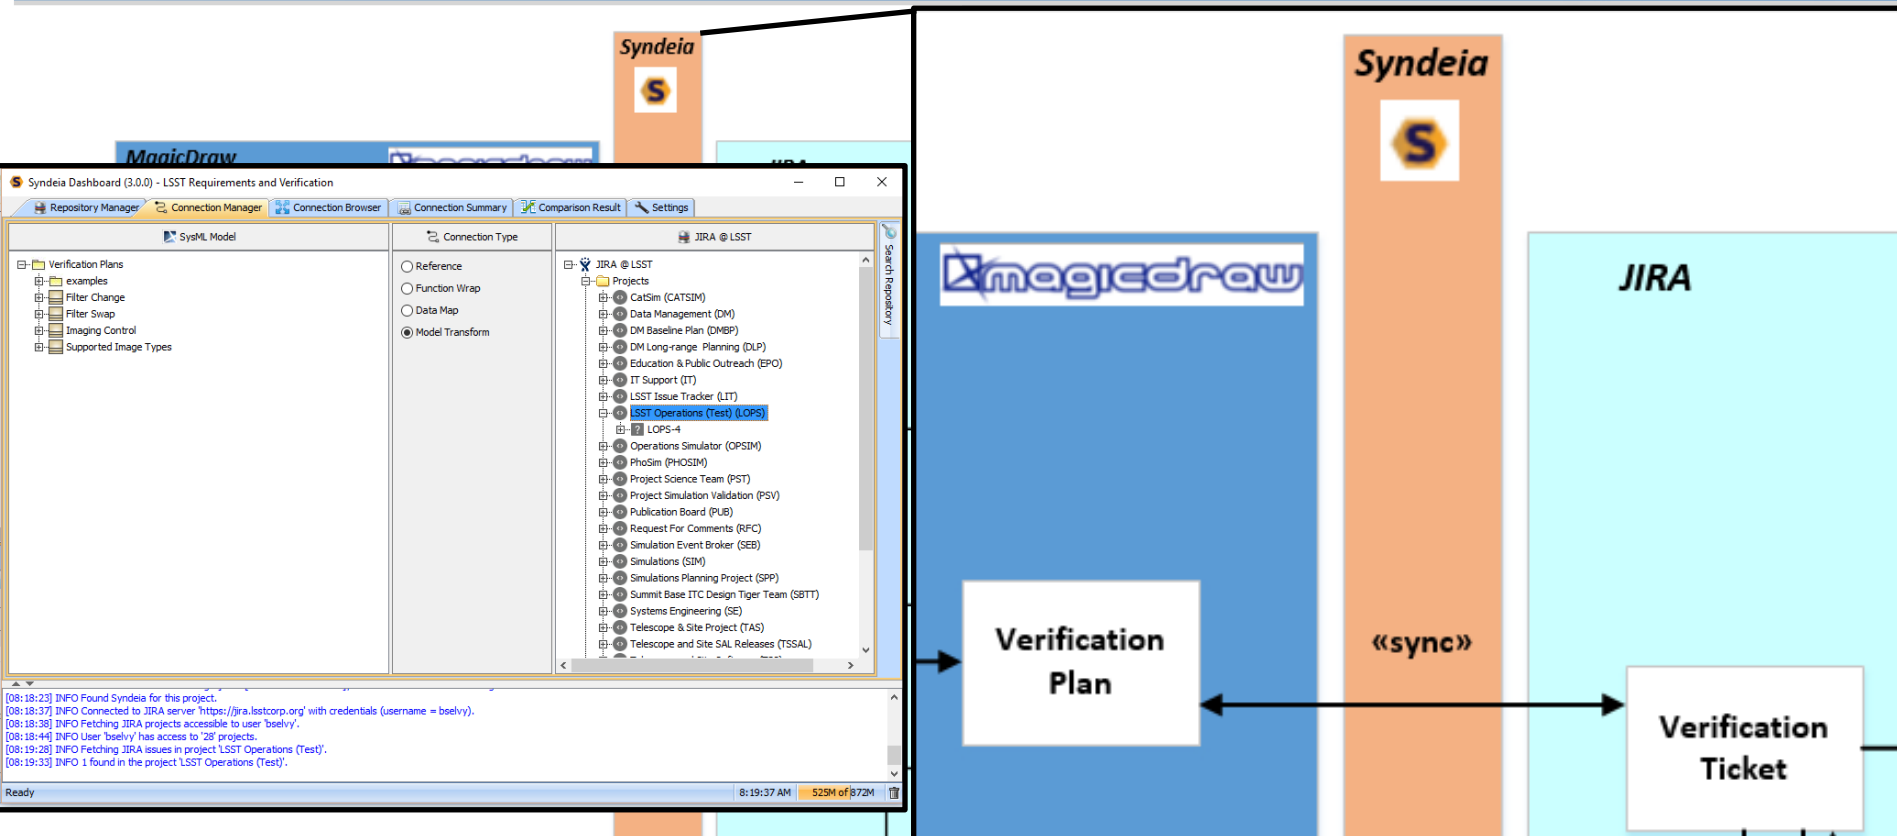 Syndeia
S
MagicDraw
magicdraw
JIRA
Syndeia Dashboard (3.0.0) - LSST Requirements and Verification
Repository Manager
Connection Manager
Connection Browser
Connection Summary
Comparison Result
Settings
SysML Model
Verification Plans
examples
Filter Change
Filter Swap
Imaging Control
Supported Image Types
Connection Type
Reference
Function Wrap
Data Map
Model Transform
JIRA @ LSST
JIRA @ LSST
Projects
CatSim (CATSIM)
Data Management (DM)
DM Baseline Plan (DMBP)
DM Long-range Planning (DLP)
Education & Public Outreach (EPO)
IT Support (IT)
LSST Issue Tracker (LIT)
LSST Operations (Test) (LOPS)
LOPS-4
Operations Simulator (OPSIM)
PhoSim (PHOSIM)
Project Science Team (PST)
Project Simulation Validation (PSV)
Publication Board (PUB)
Request For Comments (RFC)
Simulation Event Broker (SEB)
Simulations (SIM)
Simulations Planning Project (SPP)
Summit Base ITC Design Tiger Team (SBTT)
Systems Engineering (SE)
Telescope & Site Project (TAS)
Telescope and Site SAL Releases (TSSAL)
Search Repository
[08:18:23] INFO Found Syndeia for this project.
[08:18:37] INFO Connected to JIRA server 'https://jira.lsstcorp.org' with credentials (username = bselvy).
[08:18:38] INFO Fetching JIRA projects accessible to user 'bselvy'.
[08:18:44] INFO User 'bselvy' has access to '28' projects.
[08:19:28] INFO Fetching JIRA issues in project 'LSST Operations (Test)'.
[08:19:33] INFO 1 found in the project 'LSST Operations (Test)'.
Ready
8:19:37 AM
525M of 872M
Syndeia
S
magicdraw
JIRA
Verification
Plan
«sync»
Verification
Ticket